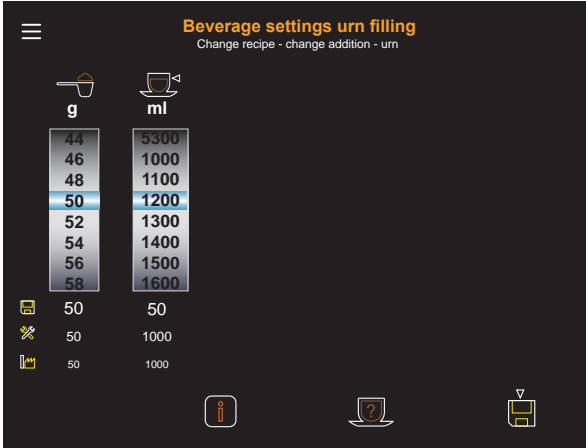 Beverage settings urn filling
Change recipe - change addition - urn
g ml
44 5300
46 1000
48 1100
50 1200
52 1300
54 1400
56 1500
58 1600
50 50
50 1000
50 1000
i ?